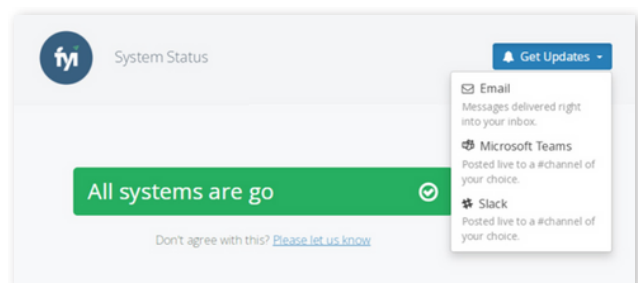 fyi
System Status
Get Updates
Email
Messages delivered right
into your inbox.
Microsoft Teams
Posted live to a #channel of
your choice.
Slack
Posted live to a #channel of
your choice.
All systems are go
Don't agree with this? Please let us know